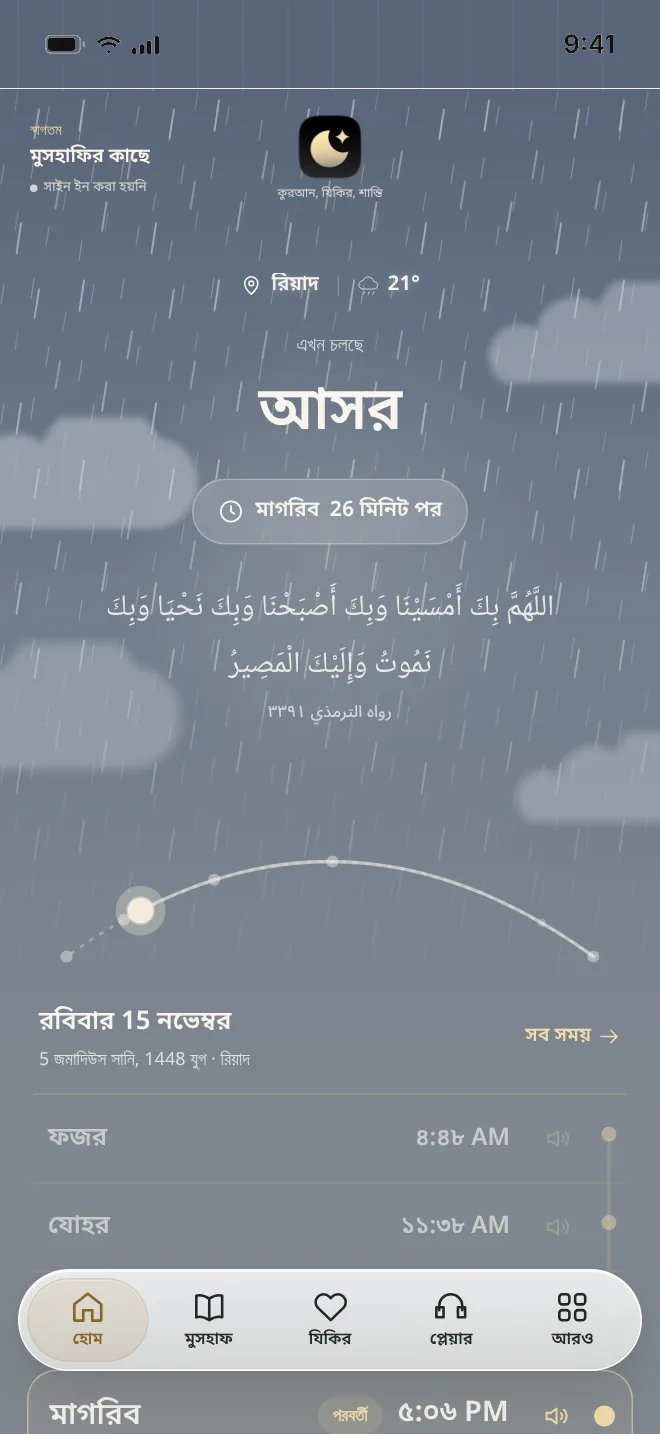 9:41
স্বাগতম
মুসহাফির কাছে
সাইন ইন করা হয়নি
কুরআন, যিকির, শান্তি
রিয়াদ
21°
এখন চলছে
আসর
মাগরিব 26 মিনিট পর
اللَّهُمَّ بِكَ أَمْسَيْنَا وَبِكَ أَصْبَحْنَا وَبِكَ نَحْيَا وَبِكَ
نَمُوتُ وَإِلَيْكَ الْمَصِيرُ
رواه الترمذي ٣٣٩١
রবিবার 15 নভেম্বর
সব সময় →
5 জমাদিউস সানি, 1448 যুগ · রিয়াদ
ফজর ৪:৪৮ AM
যোহর ১১:৩৮ AM
হোম
মুসহাফ
যিকির
প্লেয়ার
আরও
মাগরিব পরবর্তী ৫:০৬ PM